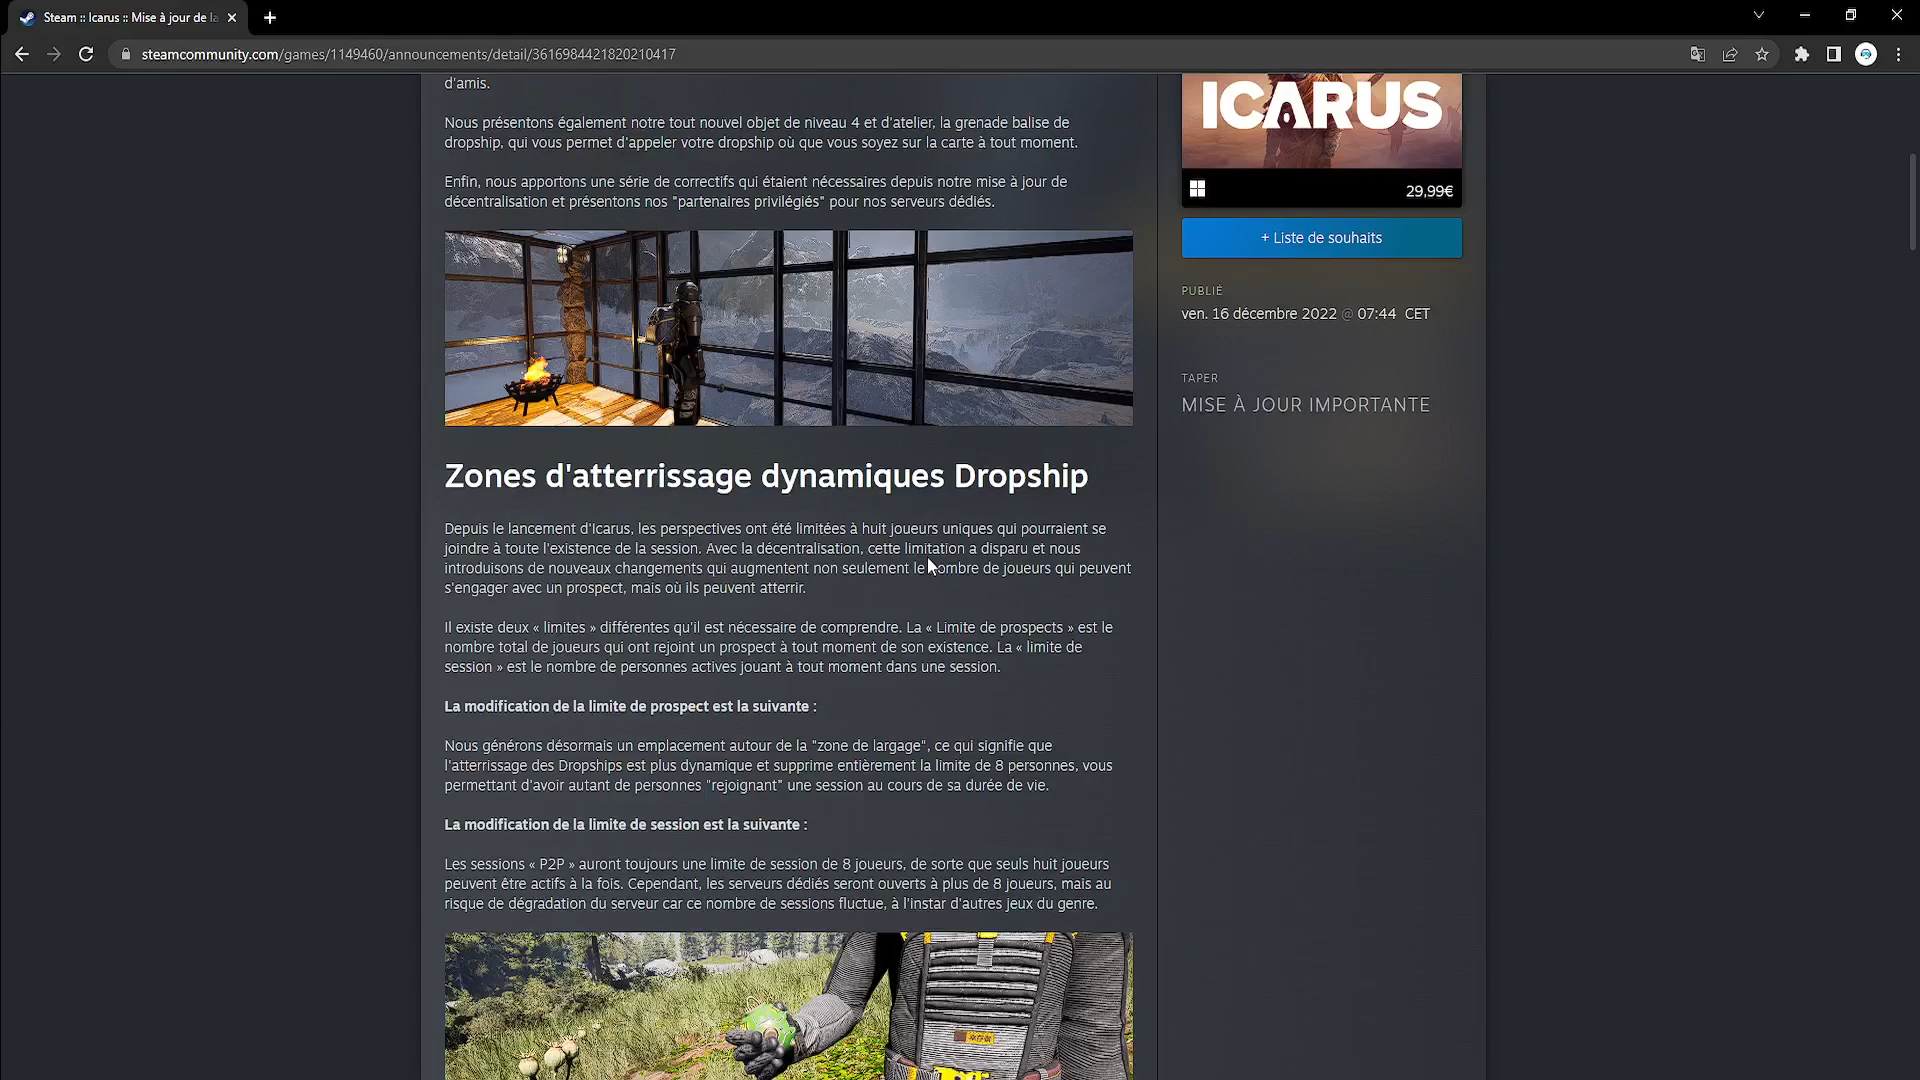 Steam :: Icarus :: Mise à jour de la
steamcommunity.com/games/1149460/announcements/detail/3616984421820210417
d'amis.
Nous présentons également notre tout nouvel objet de niveau 4 et d'atelier, la grenade balise de
dropship, qui vous permet d'appeler votre dropship où que vous soyez sur la carte à tout moment.
Enfin, nous apportons une série de correctifs qui étaient nécessaires depuis notre mise à jour de
décentralisation et présentons nos "partenaires privilégiés" pour nos serveurs dédiés.
Zones d'atterrissage dynamiques Dropship
Depuis le lancement d'Icarus, les perspectives ont été limitées à huit joueurs uniques qui pourraient se
joindre à toute l'existence de la session. Avec la décentralisation, cette limitation a disparu et nous
introduisons de nouveaux changements qui augmentent non seulement le nombre de joueurs qui peuvent
s'engager avec un prospect, mais où ils peuvent atterrir.
Il existe deux « limites » différentes qu'il est nécessaire de comprendre. La « Limite de prospects » est le
nombre total de joueurs qui ont rejoint un prospect à tout moment de son existence. La « limite de
session » est le nombre de personnes actives jouant à tout moment dans une session.
La modification de la limite de prospect est la suivante :
Nous générons désormais un emplacement autour de la "zone de largage", ce qui signifie que
l'atterrissage des Dropships est plus dynamique et supprime entièrement la limite de 8 personnes, vous
permettant d'avoir autant de personnes "rejoignant" une session au cours de sa durée de vie.
La modification de la limite de session est la suivante :
Les sessions « P2P » auront toujours une limite de session de 8 joueurs, de sorte que seuls huit joueurs
peuvent être actifs à la fois. Cependant, les serveurs dédiés seront ouverts à plus de 8 joueurs, mais au
risque de dégradation du serveur car ce nombre de sessions fluctue, à l'instar d'autres jeux du genre.
ICARUS
29,99€
+ Liste de souhaits
PUBLIÉ
ven. 16 décembre 2022 @ 07:44 CET
TAPER
MISE À JOUR IMPORTANTE